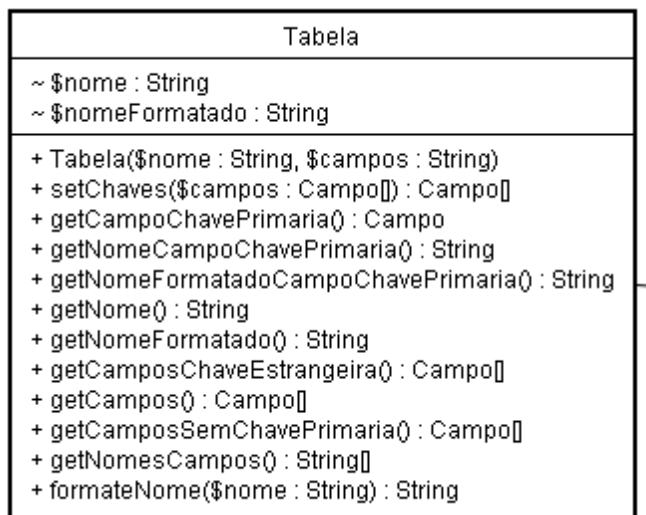 Tabela
~ $nome : String
~ $nomeFormatado : String
+ Tabela($nome : String, $campos : String)
+ setChaves($campos : Campo[]) : Campo[]
+ getCampoChavePrimaria() : Campo
+ getNomeCampoChavePrimaria() : String
+ getNomeFormatadoCampoChavePrimaria() : String
+ getNome() : String
+ getNomeFormatado() : String
+ getCamposChaveEstrangeira() : Campo[]
+ getCampos() : Campo[]
+ getCamposSemChavePrimaria() : Campo[]
+ getNomesCampos() : String[]
+ formateNome($nome : String) : String